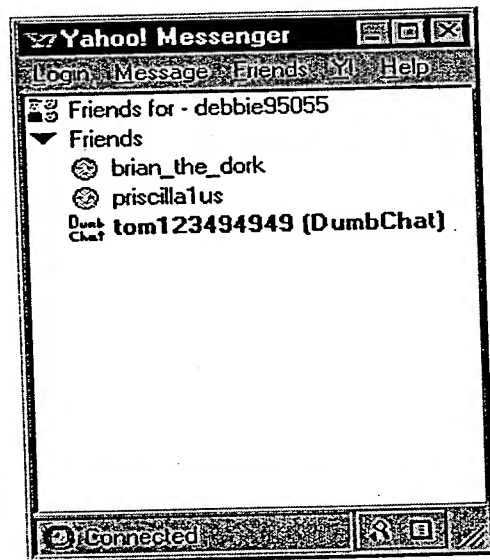 Yahoo! Messenger
Login Message Friends Y! Help
Friends for - debbie95055
Friends
brian_the_dork
priscilla1us
Dumb Chat tom123494949 (DumbChat)
Connected